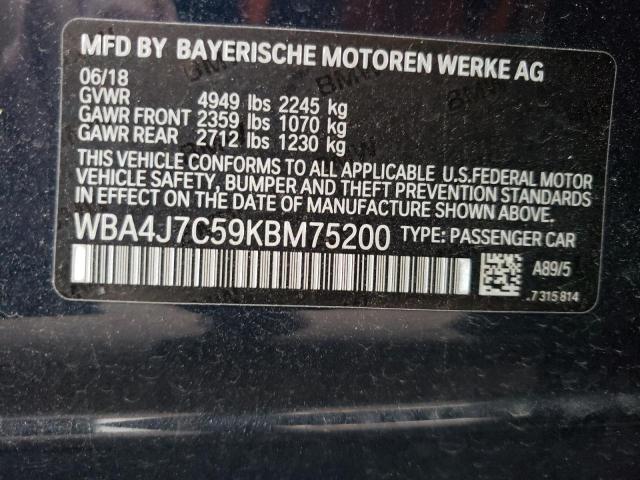 MFD BY BAYERISCHE MOTOREN WERKE AG
06/18
GVWR 4949 lbs 2245 kg
GAWR FRONT 2359 lbs 1070 kg
GAWR REAR 2712 lbs 1230 kg
THIS VEHICLE CONFORMS TO ALL APPLICABLE U.S.FEDERAL MOTOR
VEHICLE SAFETY, BUMPER AND THEFT PREVENTION STANDARDS
IN EFFECT ON THE DATE OF MANUFACTURE SHOWN ABOVE.
WBA4J7C59KBM75200 TYPE: PASSENGER CAR
A89/5
7 315 814